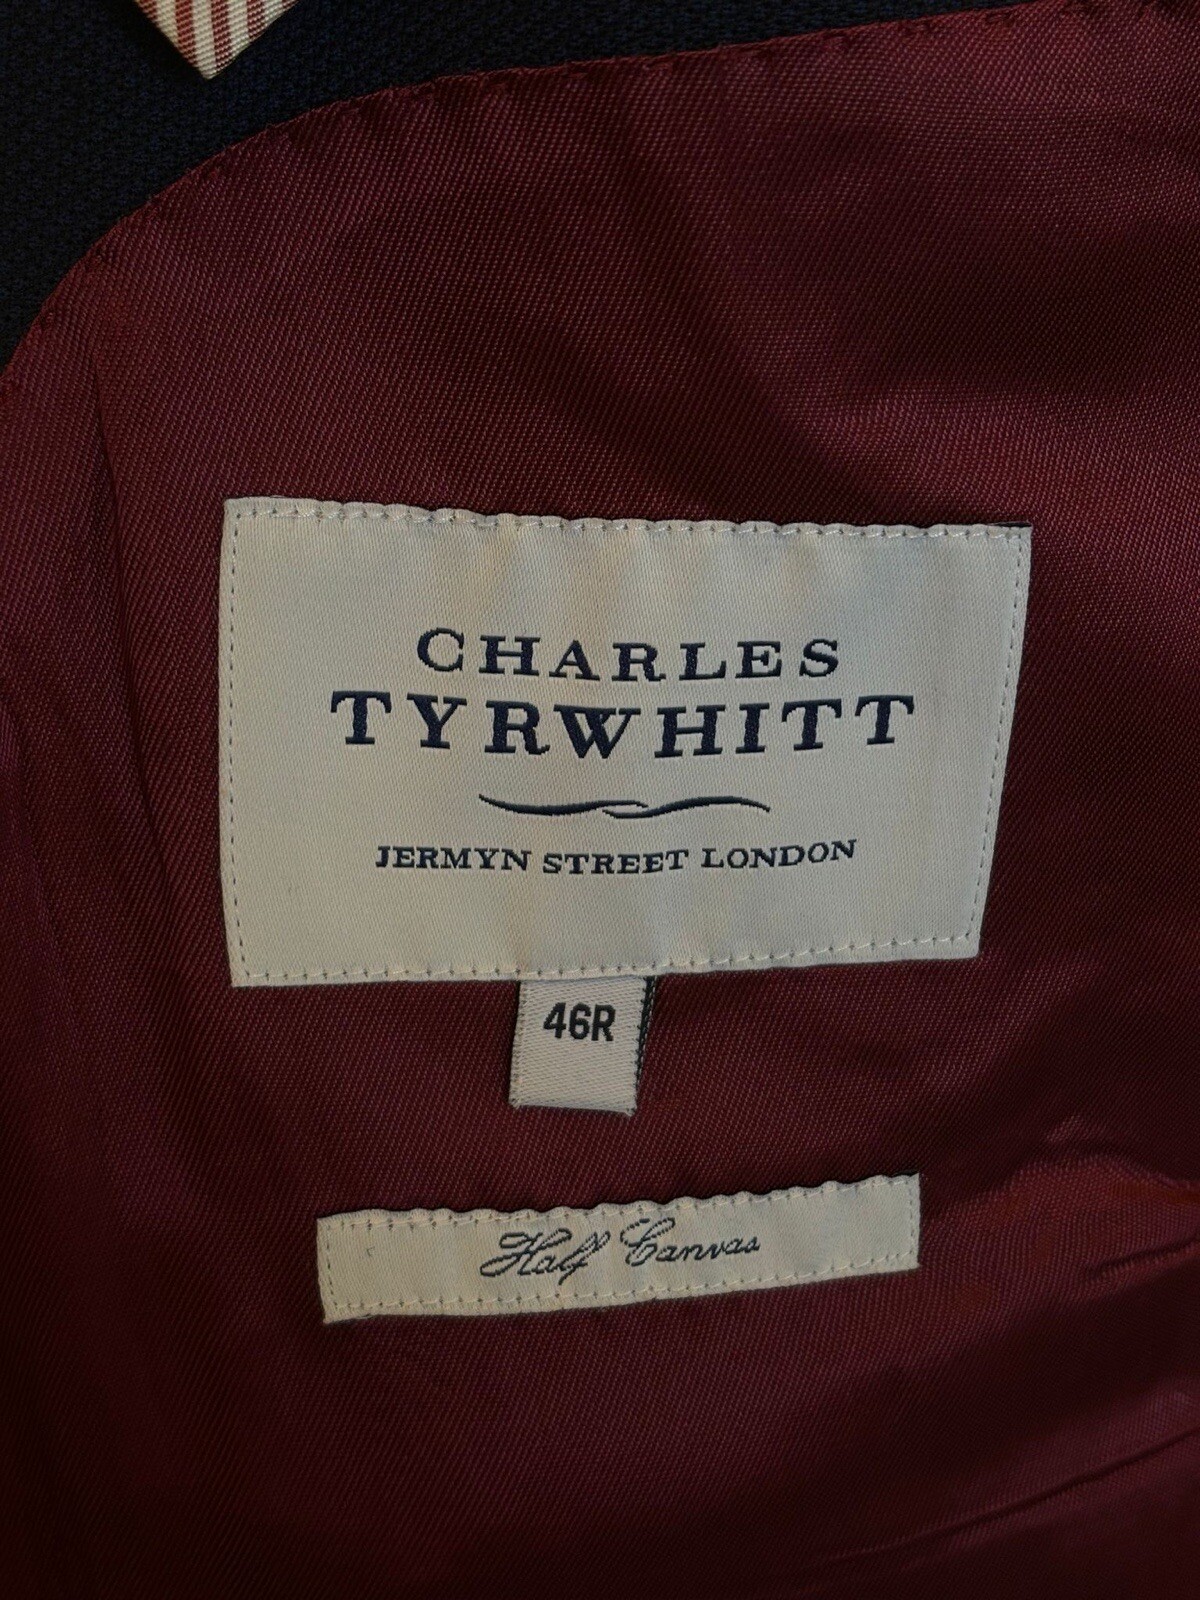 CHARLES
TYRWHITT
JERMYN STREET LONDON
46R
Half Canvas